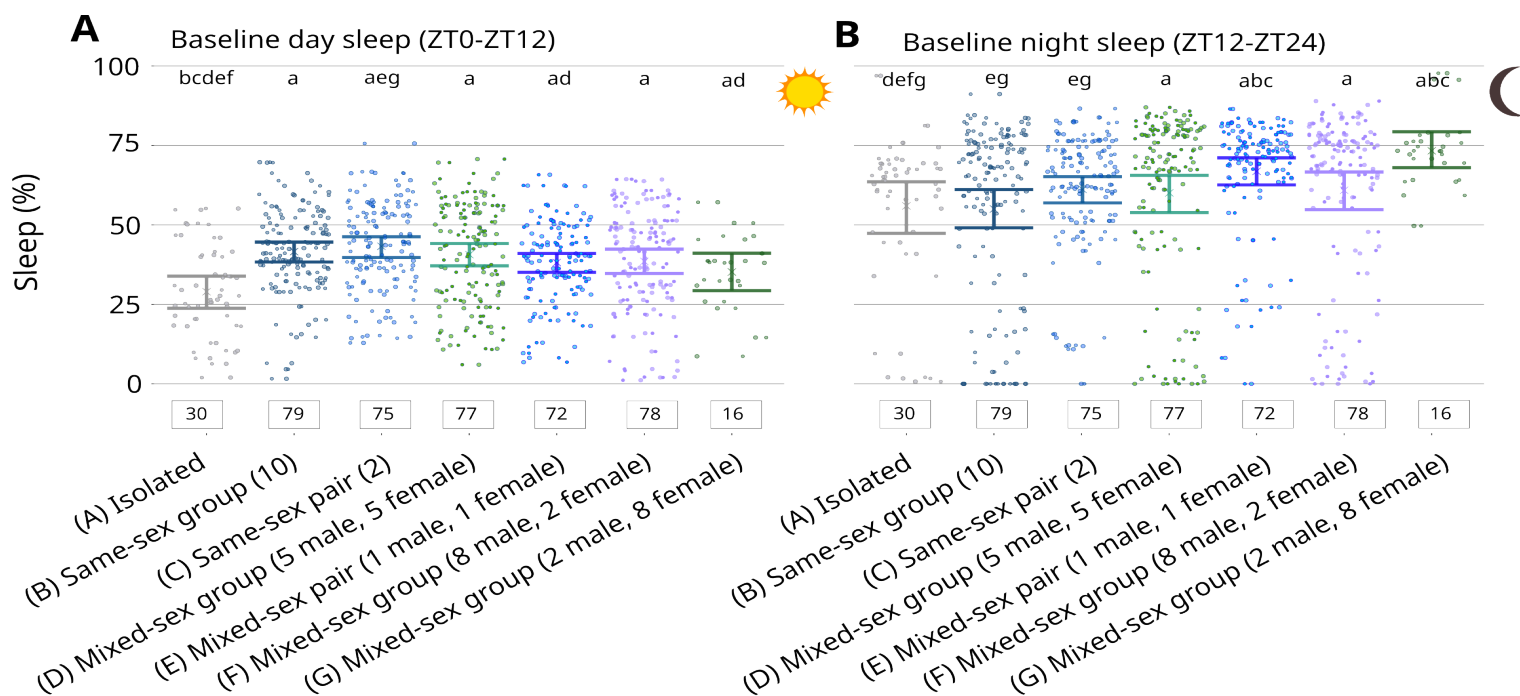 A
Baseline day sleep (ZT0-ZT12)
B
Baseline night sleep (ZT12-ZT24)
Sleep (%)
100
75
50
25
0
bcdef a aeg a ad a ad
defg eg eg a abc a abc
30 79 75 77 72 78 16
30 79 75 77 72 78 16
(A) Isolated
(B) Same-sex group (10)
(C) Same-sex pair (2)
(D) Mixed-sex group (5 male, 5 female)
(E) Mixed-sex pair (1 male, 1 female)
(F) Mixed-sex group (8 male, 2 female)
(G) Mixed-sex group (2 male, 8 female)
(A) Isolated
(B) Same-sex group (10)
(C) Same-sex pair (2)
(D) Mixed-sex group (5 male, 5 female)
(E) Mixed-sex pair (1 male, 1 female)
(F) Mixed-sex group (8 male, 2 female)
(G) Mixed-sex group (2 male, 8 female)